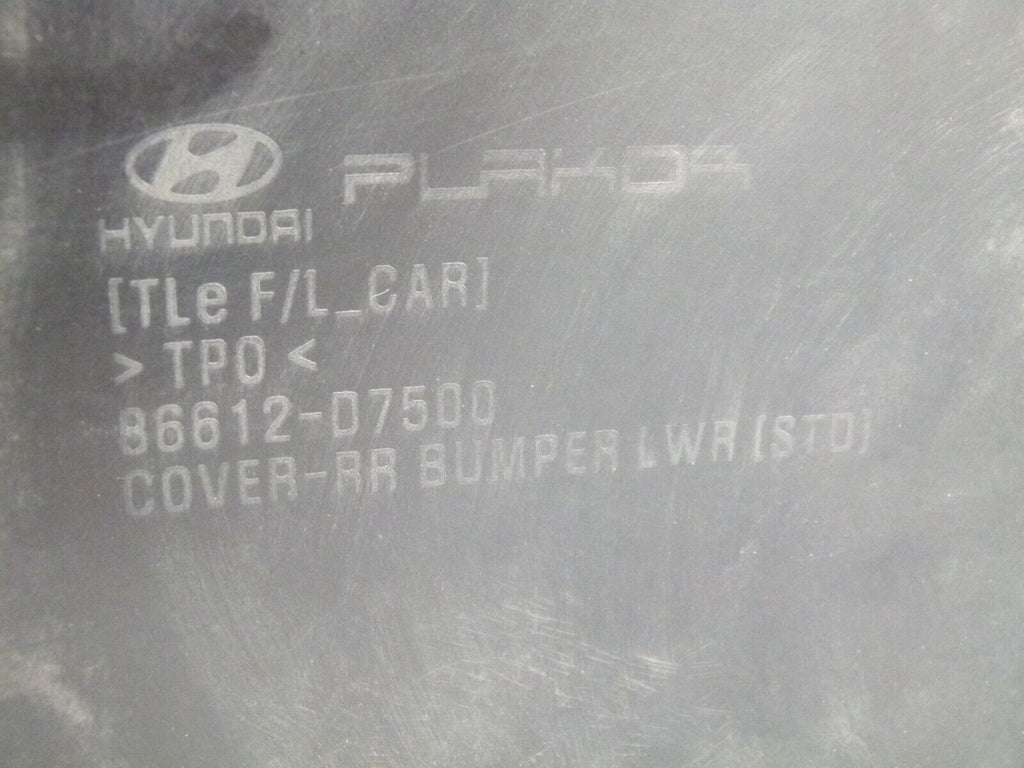 HYUNDAI PLAKOR
[TLe F/L_CAR]
> TPO <
86612-D7500
COVER-RR BUMPER LWR [STD]